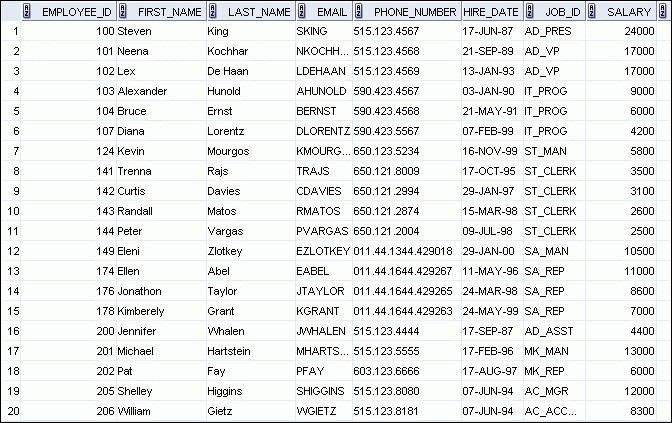 EMPLOYEE_ID FIRST_NAME LAST_NAME EMAIL PHONE_NUMBER HIRE_DATE JOB_ID SALARY
1 100 Steven King SKING 515.123.4567 17-JUN-87 AD_PRES 24000
2 101 Neena Kochhar NKOCHH... 515.123.4568 21-SEP-89 AD_VP 17000
3 102 Lex De Haan LDEHAAN 515.123.4569 13-JAN-93 AD_VP 17000
4 103 Alexander Hunold AHUNOLD 590.423.4567 03-JAN-90 IT_PROG 9000
5 104 Bruce Ernst BERNST 590.423.4568 21-MAY-91 IT_PROG 6000
6 107 Diana Lorentz DLORENTZ 590.423.5567 07-FEB-99 IT_PROG 4200
7 124 Kevin Mourgos KMOURG... 650.123.5234 16-NOV-99 ST_MAN 5800
8 141 Trenna Rajs TRAJS 650.121.8009 17-OCT-95 ST_CLERK 3500
9 142 Curtis Davies CDAVIES 650.121.2994 29-JAN-97 ST_CLERK 3100
10 143 Randall Matos RMATOS 650.121.2874 15-MAR-98 ST_CLERK 2600
11 144 Peter Vargas PVARGAS 650.121.2004 09-JUL-98 ST_CLERK 2500
12 149 Eleni Zlotkey EZLOTKEY 011.44.1344.429018 29-JAN-00 SA_MAN 10500
13 174 Ellen Abel EABEL 011.44.1644.429267 11-MAY-96 SA_REP 11000
14 176 Jonathon Taylor JTAYLOR 011.44.1644.429265 24-MAR-98 SA_REP 8600
15 178 Kimberely Grant KGRANT 011.44.1644.429263 24-MAY-99 SA_REP 7000
16 200 Jennifer Whalen JWHALEN 515.123.4444 17-SEP-87 AD_ASST 4400
17 201 Michael Hartstein MHARTS... 515.123.5555 17-FEB-96 MK_MAN 13000
18 202 Pat Fay PFAY 603.123.6666 17-AUG-97 MK_REP 6000
19 205 Shelley Higgins SHIGGINS 515.123.8080 07-JUN-94 AC_MGR 12000
20 206 William Gietz WGIETZ 515.123.8181 07-JUN-94 AC_ACC... 8300